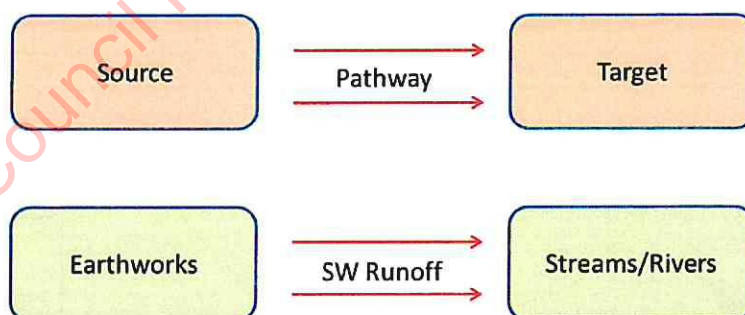 Source
Pathway
Target
Earthworks
SW Runoff
Streams/Rivers
Council